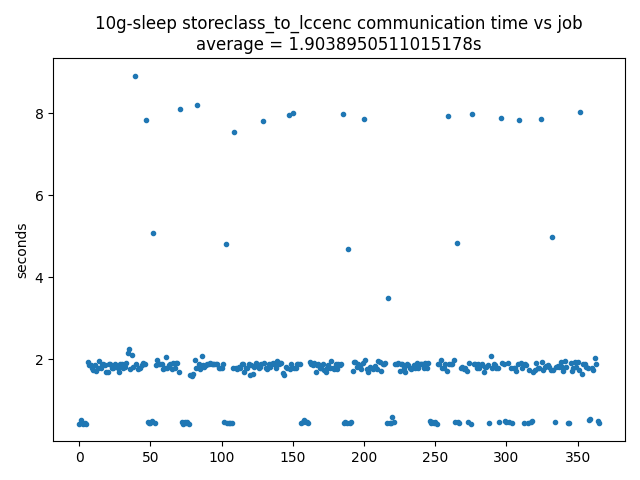 10g-sleep storeclass_to_lccenc communication time vs job
average = 1.9038950511015178s
8
6
seconds
4
2
0 50 100 150 200 250 300 350